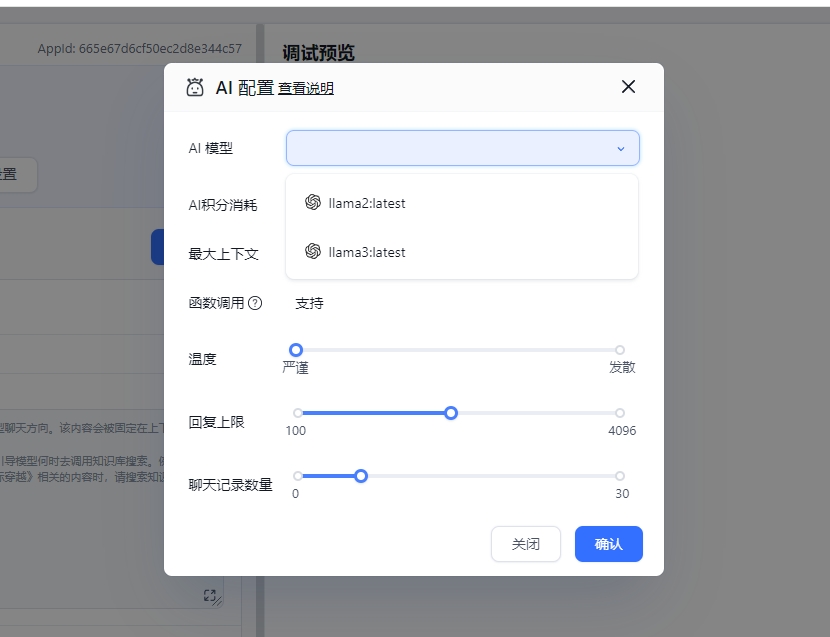 AppId: 665e67d6cf50ec2d8e344c57
调试预览
AI 配置 查看说明
置
AI 模型
AI积分消耗
llama2:latest
llama3:latest
最大上下文
函数调用 支持
温度
严谨 发散
回复上限
100 4096
聊天记录数量
0 30
型聊天方向。该内容会被固定在上下
引导模型何时去调用知识库搜索。
际穿越》相关的内容时，请搜索知识
关闭 确认